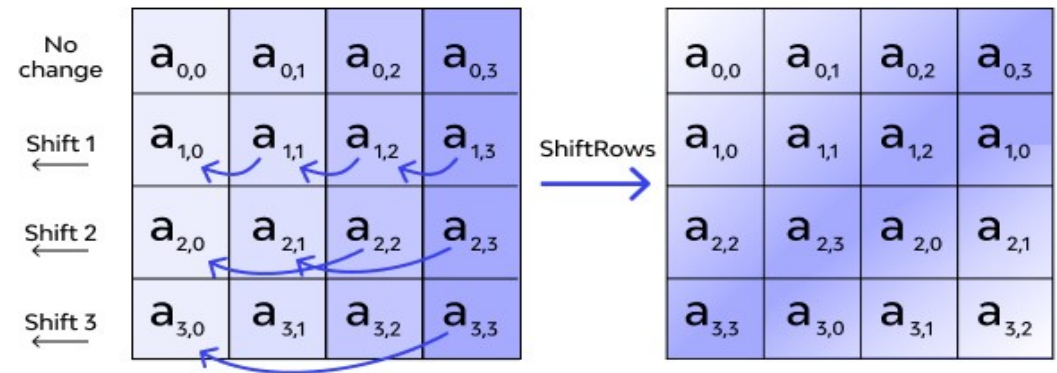 No change a0,0 a0,1 a0,2 a0,3 a0,0 a0,1 a0,2 a0,3
Shift 1 a1,0 a1,1 a1,2 a1,3 ShiftRows a1,0 a1,1 a1,2 a1,0
Shift 2 a2,0 a2,1 a2,2 a2,3 a2,2 a2,3 a2,0 a2,1
Shift 3 a3,0 a3,1 a3,2 a3,3 a3,3 a3,0 a3,1 a3,2